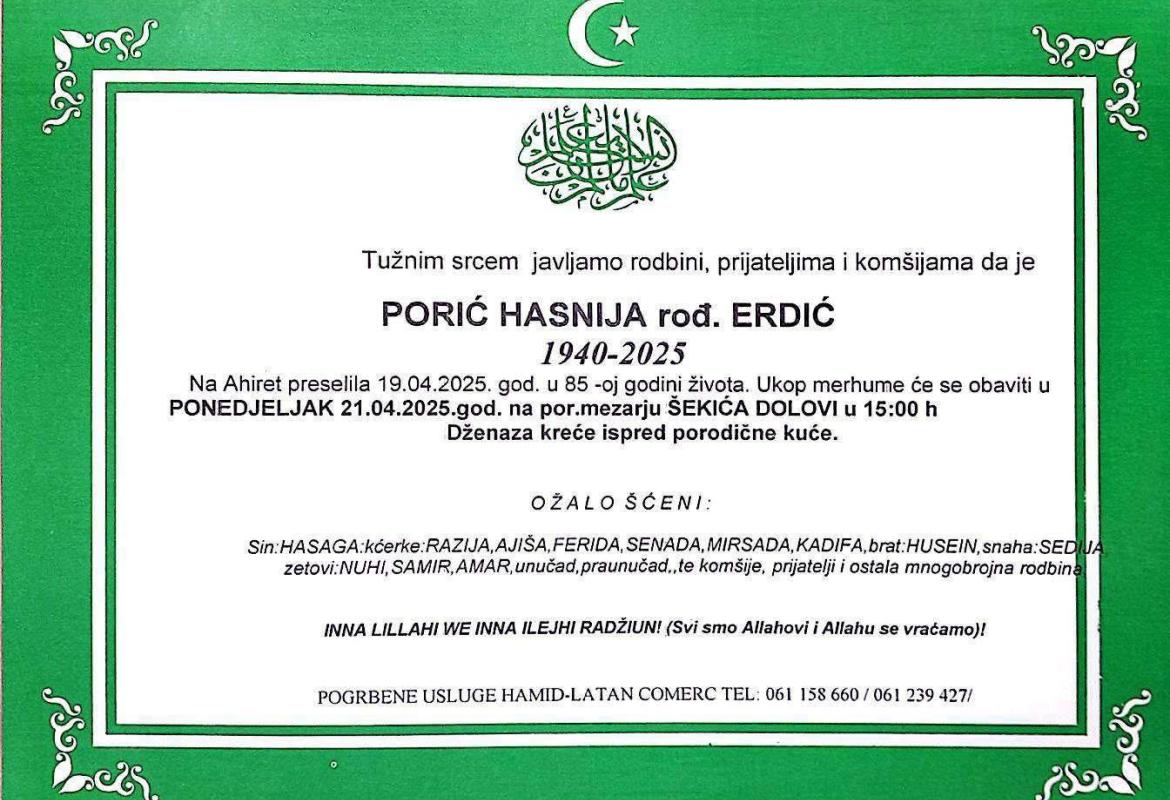 Tužnim srcem javljamo rodbini, prijateljima i komšijama da je
PORIĆ HASNIJA rođ. ERDIĆ
1940-2025
Na Ahiret preselila 19.04.2025. god. u 85 -oj godini života. Ukop merhume će se obaviti u
PONEDJELJAK 21.04.2025.god. na por.mezarju ŠEKIĆA DOLOVI u 15:00 h
Dženaza kreće ispred porodične kuće.
OŽALO ŠĆENI:
Sin:HASAGA:kćerke:RAZIJA,AJIŠA,FERIDA,SENADA,MIRSADA,KADIFA,brat:HUSEIN,snaha:SEDIJA,
zetovi:NUHI,SAMIR,AMAR,unučad,praunučad,,te komšije, prijatelji i ostala mnogobrojna rodbina.
INNA LILLAHI WE INNA ILEJHI RADŽIUN! (Svi smo Allahovi i Allahu se vraćamo)!
POGRBENE USLUGE HAMID-LATAN COMERC TEL: 061 158 660 / 061 239 427/